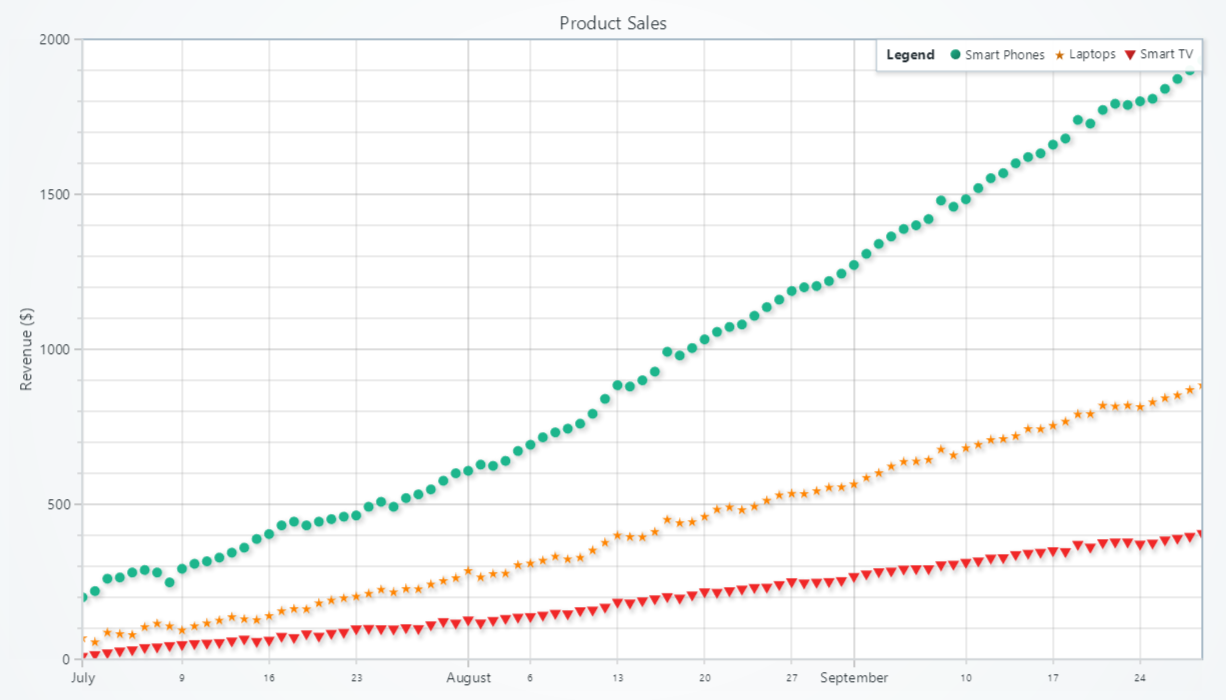 Product Sales
Legend Smart Phones Laptops Smart TV
Revenue ($)
2000
1500
1000
500
0
July 9 16 23 August 6 13 20 27 September 10 17 24